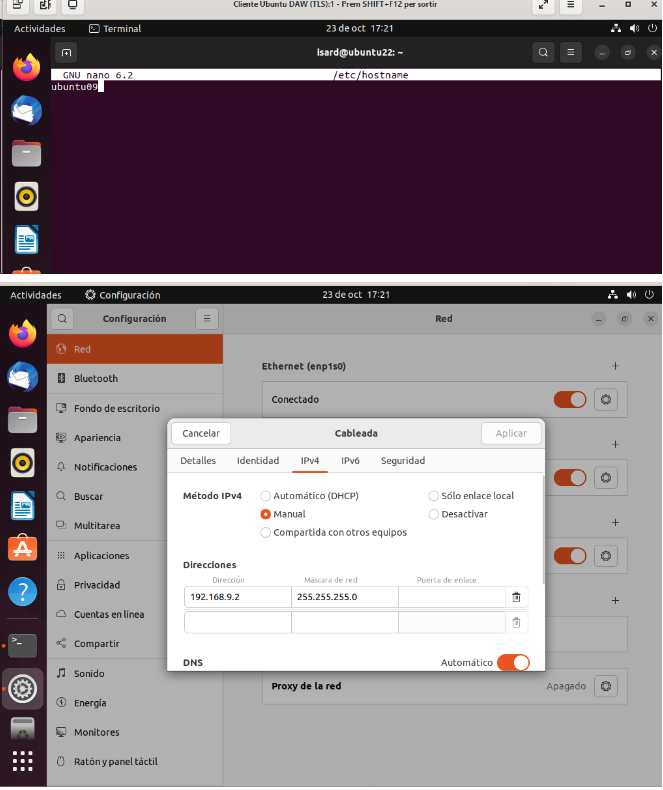 Cliente Ubuntu DAW (TLS):1 - Prem SHIFT+F12 per sortir
Actividades Terminal 23 de oct 17:21
isard@ubuntu22: ~
GNU nano 6.2 /etc/hostname
ubuntu09
Actividades Configuración 23 de oct 17:21
Configuración Red
Red
Bluetooth
Fondo de escritorio
Apariencia
Notificaciones
Buscar
Multitarea
Aplicaciones
Privacidad
Cuentas en línea
Compartir
Sonido
Energía
Monitores
Ratón y panel táctil
Ethernet (enp1s0)
Conectado
Cancelar Cableada Aplicar
Detalles Identidad IPv4 IPv6 Seguridad
Método IPv4 Automático (DHCP) Sólo enlace local
Manual Desactivar
Compartida con otros equipos
Direcciones
Dirección Máscara de red Puerta de enlace
192.168.9.2 255.255.255.0
DNS Automático
Proxy de la red Apagado